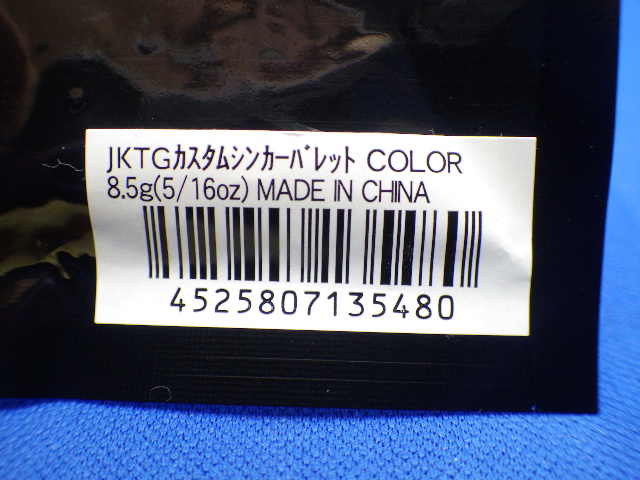 JKTGｶｽﾀﾑｼﾝｶｰﾊﾞﾚｯﾄ COLOR
8.5g(5/16oz) MADE IN CHINA
4525807135480